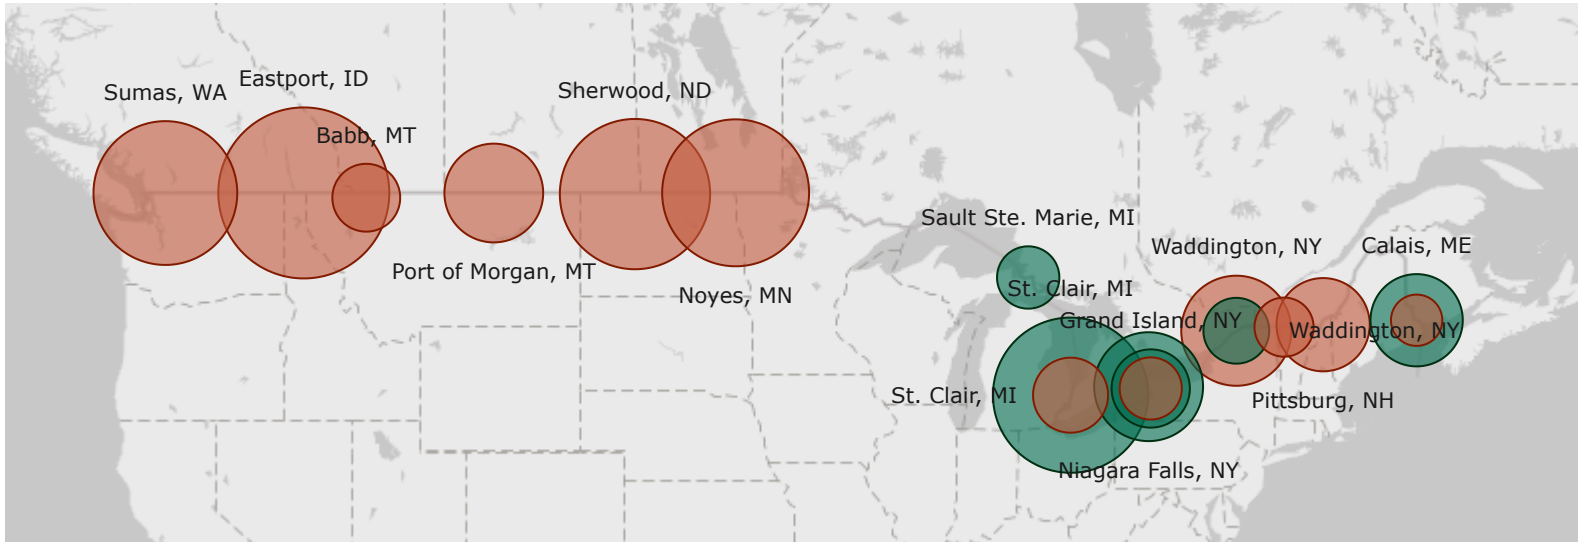 Eastport, ID
Sumas, WA
Sherwood, ND
Babb, MT
Sault Ste. Marie, MI
Waddington, NY
Calais, ME
Port of Morgan, MT
St. Clair, MI
Noyes, MN
Grand Island, NY
Waddington, NY
St. Clair, MI
Pittsburg, NH
Niagara Falls, NY